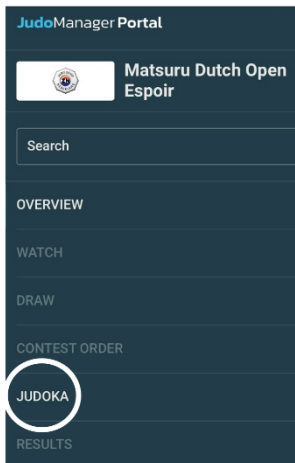 JudoManager Portal
Matsuru Dutch Open
Espoir
Search
OVERVIEW
WATCH
DRAW
CONTEST ORDER
JUDOKA
RESULTS